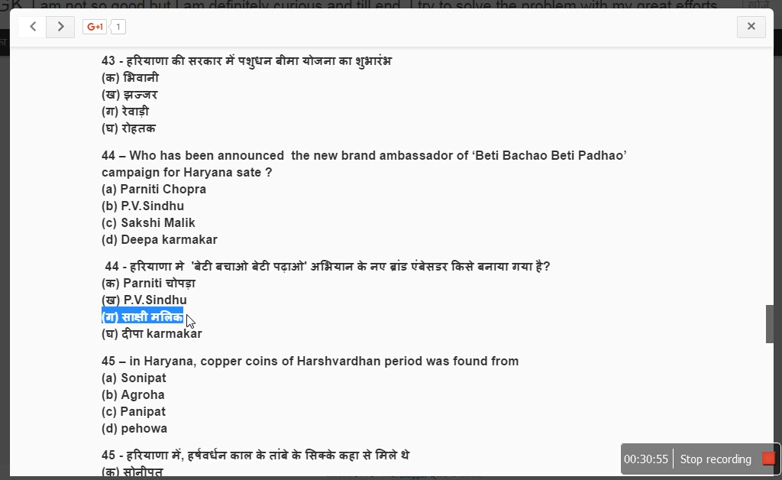 G+1 1
43 - हरियाणा की सरकार में पशुधन बीमा योजना का शुभारंभ
(क) भिवानी
(ख) झज्जर
(ग) रेवाड़ी
(घ) रोहतक
44 – Who has been announced the new brand ambassador of ‘Beti Bachao Beti Padhao’
campaign for Haryana sate ?
(a) Parniti Chopra
(b) P.V.Sindhu
(c) Sakshi Malik
(d) Deepa karmakar
44 - हरियाणा मे 'बेटी बचाओ बेटी पढ़ाओ' अभियान के नए ब्रांड एंबेसडर किसे बनाया गया है?
(क) Parniti चोपड़ा
(ख) P.V.Sindhu
(ग) साक्षी मलिक
(घ) दीपा karmakar
45 – in Haryana, copper coins of Harshvardhan period was found from
(a) Sonipat
(b) Agroha
(c) Panipat
(d) pehowa
45 - हरियाणा में, हर्षवर्धन काल के तांबे के सिक्के कहा से मिले थे
(क) सोनीपत
00:30:55 Stop recording